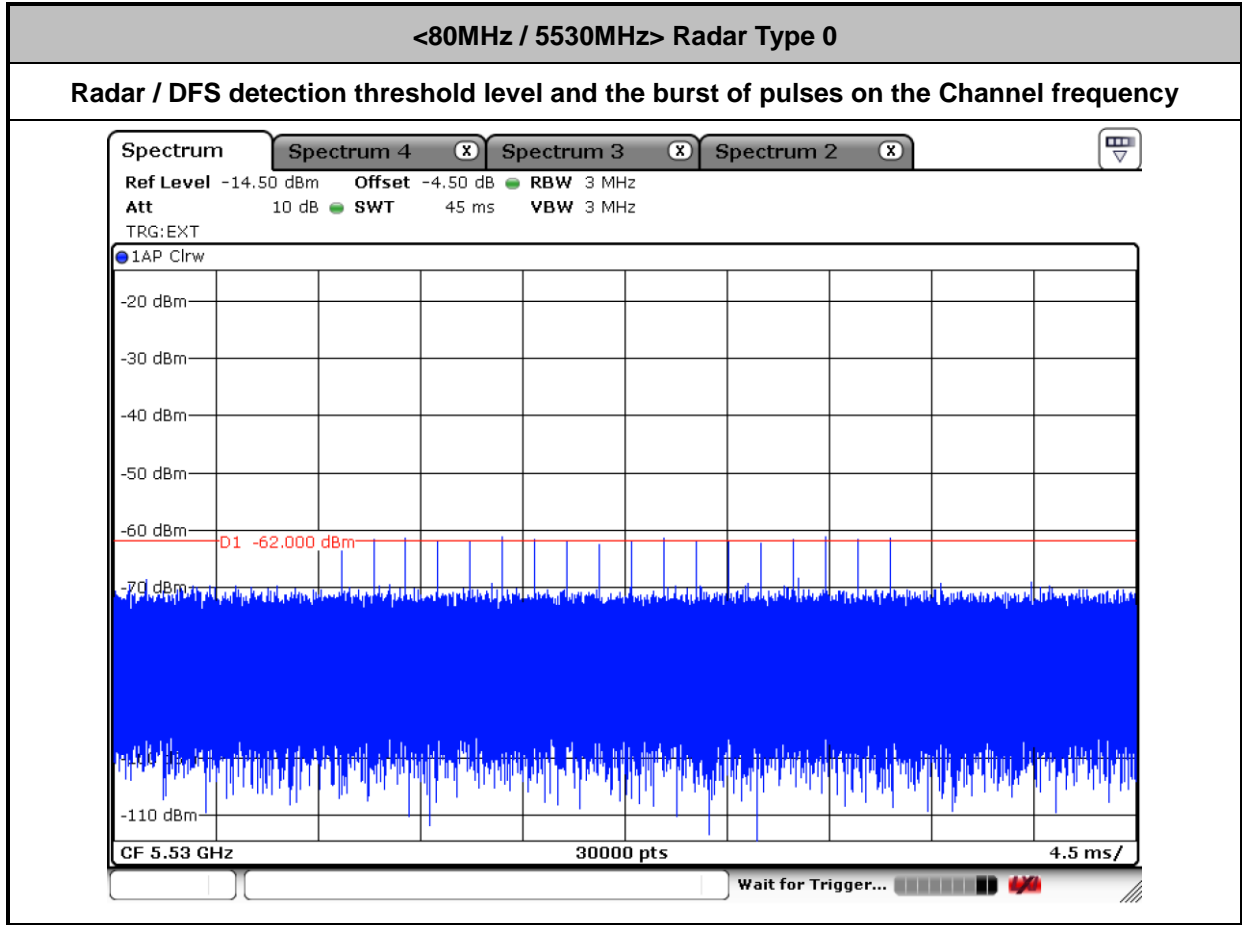 <80MHz / 5530MHz> Radar Type 0
Radar / DFS detection threshold level and the burst of pulses on the Channel frequency
Spectrum Spectrum 4 X Spectrum 3 X Spectrum 2 X
Ref Level -14.50 dBm Offset -4.50 dB RBW 3 MHz
Att 10 dB SWT 45 ms VBW 3 MHz
TRG:EXT
1AP Clrw
-20 dBm
-30 dBm
-40 dBm
-50 dBm
-60 dBm
D1 -62.000 dBm
-70 dBm
-110 dBm
CF 5.53 GHz 30000 pts 4.5 ms/
Wait for Trigger...